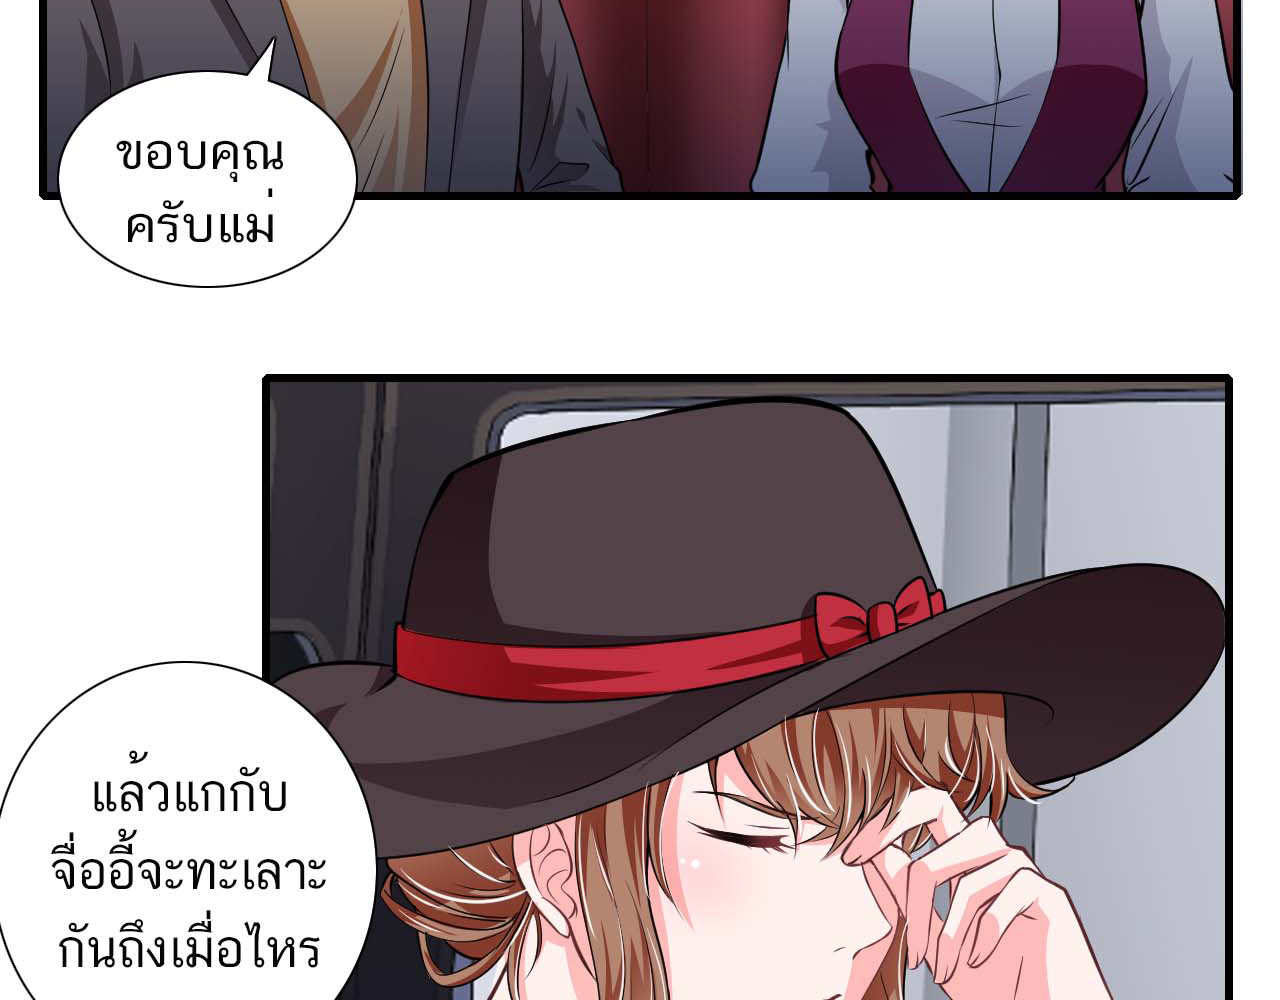 ขอบคุณ
ครับแม่
แล้วแกกับ
จื่ออี้จะทะเลาะ
กันถึงเมื่อไหร